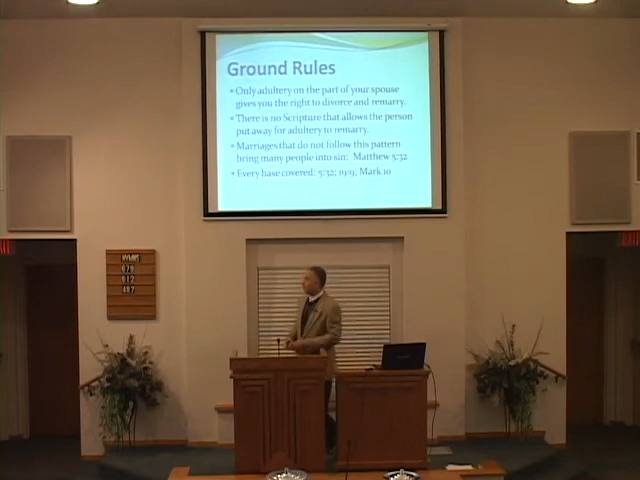 Ground Rules
Only adultery on the part of your spouse
gives you the right to divorce and remarry.
There is no Scripture that allows the person
put away for adultery to remarry.
Marriages that do not follow this pattern
bring many people into sin: Matthew 5:32
Every base covered: 5:32; 19:9; Mark 10
HYMNS